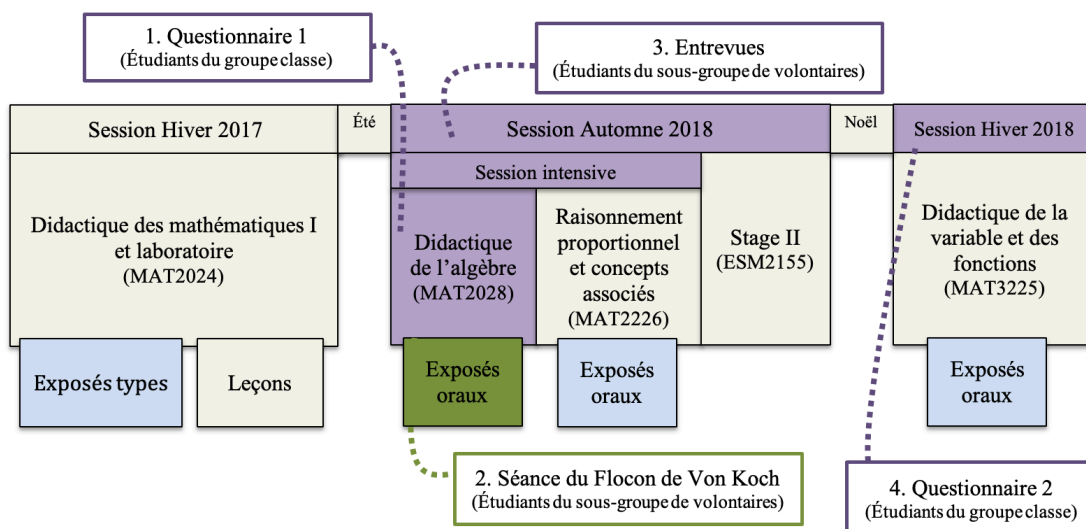 1. Questionnaire 1
(Étudiants du groupe classe)
3. Entrevues
(Étudiants du sous-groupe de volontaires)
Session Hiver 2017
Été
Session Automne 2018
Noël
Session Hiver 2018
Session intensive
Didactique des mathématiques I
et laboratoire
(MAT2024)
Didactique
de l'algèbre
(MAT2028)
Raisonnement
proportionnel
et concepts
associés
(MAT2226)
Stage II
(ESM2155)
Didactique de la
variable et des
fonctions
(MAT3225)
Exposés types
Leçons
Exposés
oraux
Exposés
oraux
Exposés
oraux
2. Séance du Flocon de Von Koch
(Étudiants du sous-groupe de volontaires)
4. Questionnaire 2
(Étudiants du groupe classe)